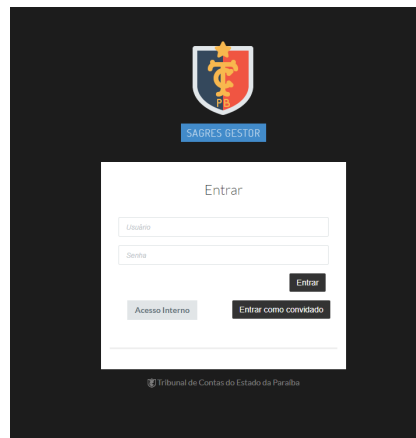 PB
SAGRES GESTOR
Entrar
Usuário
Senha
Entrar
Acesso Interno
Entrar como convidado
Tribunal de Contas do Estado da Paraíba